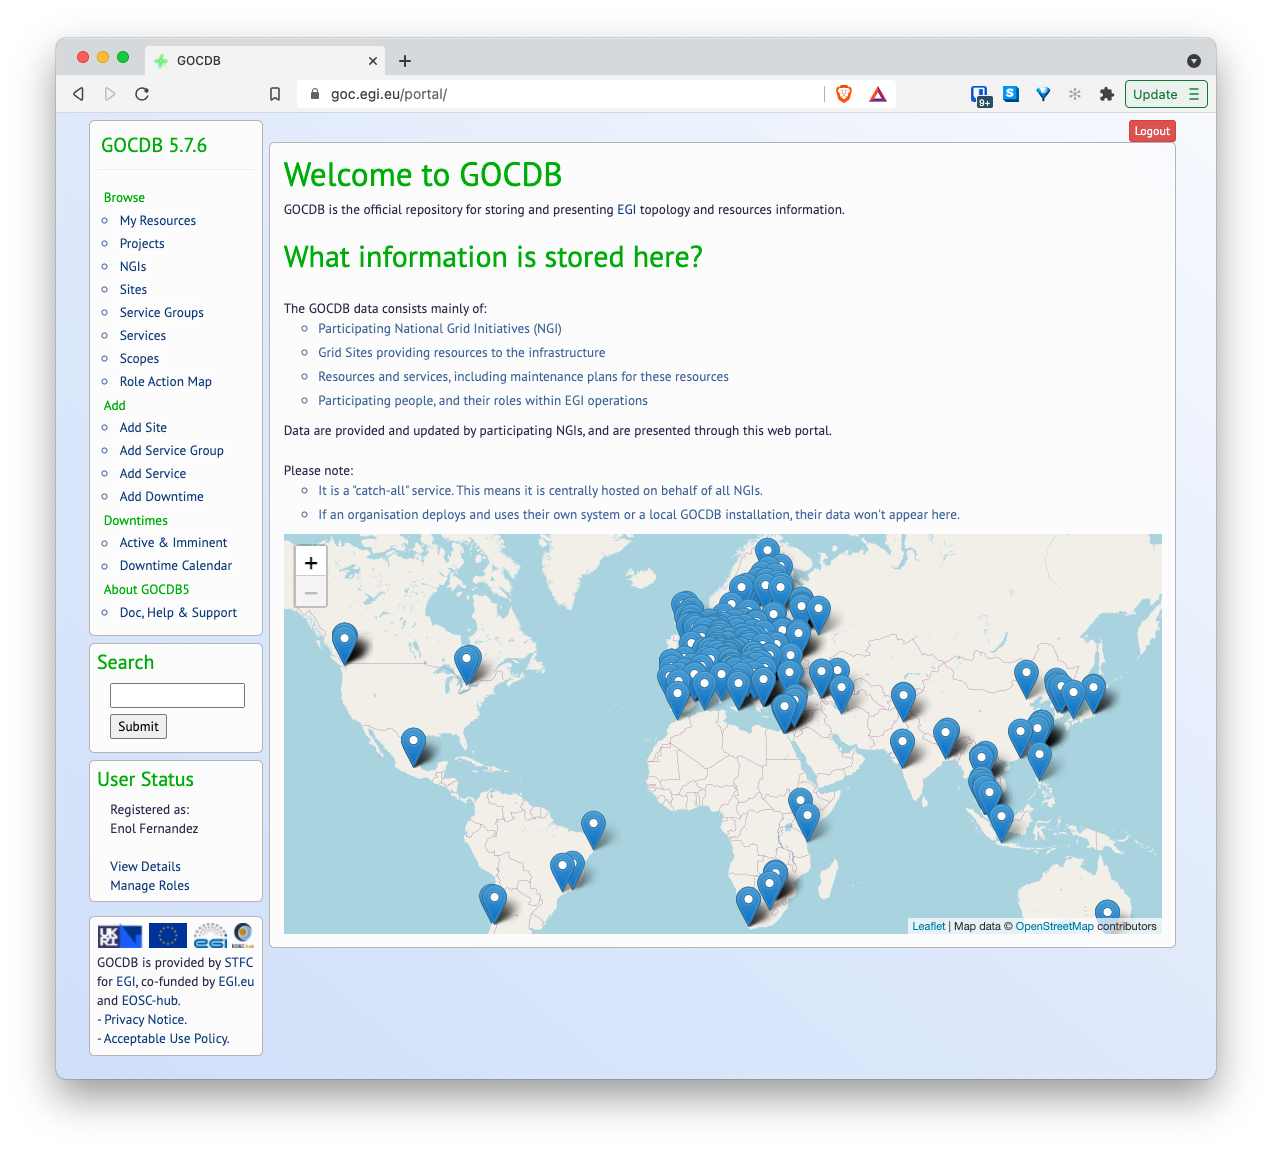 GOCDB
goc.egi.eu/portal/
9+
S
Update
Logout
GOCDB 5.7.6
Browse
My Resources
Projects
NGIs
Sites
Service Groups
Services
Scopes
Role Action Map
Add
Add Site
Add Service Group
Add Service
Add Downtime
Downtimes
Active & Imminent
Downtime Calendar
About GOCDB5
Doc, Help & Support
Search
Submit
User Status
Registered as:
Enol Fernandez
View Details
Manage Roles
UK
RI
egi
EOSC-hub
GOCDB is provided by STFC
for EGI, co-funded by EGI.eu
and EOSC-hub.
- Privacy Notice.
- Acceptable Use Policy.
Welcome to GOCDB
GOCDB is the official repository for storing and presenting EGI topology and resources information.
What information is stored here?
The GOCDB data consists mainly of:
Participating National Grid Initiatives (NGI)
Grid Sites providing resources to the infrastructure
Resources and services, including maintenance plans for these resources
Participating people, and their roles within EGI operations
Data are provided and updated by participating NGIs, and are presented through this web portal.
Please note:
It is a "catch-all" service. This means it is centrally hosted on behalf of all NGIs.
If an organisation deploys and uses their own system or a local GOCDB installation, their data won't appear here.
+
−
Leaflet | Map data © OpenStreetMap contributors